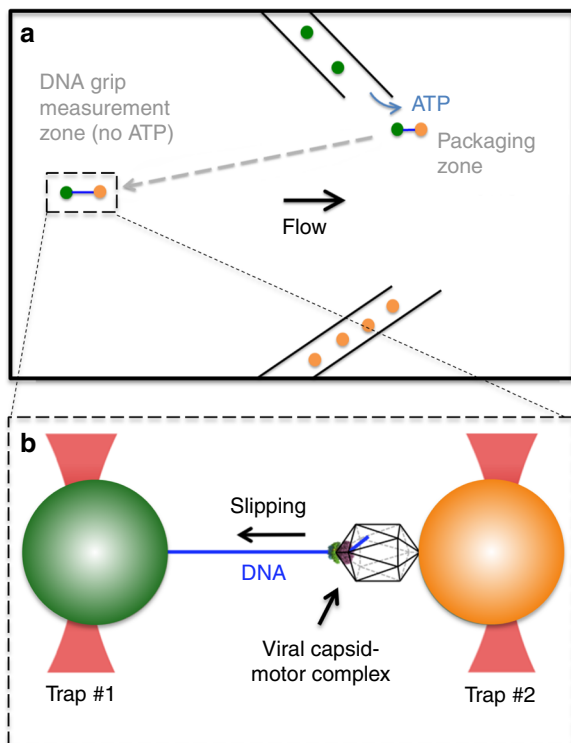 a
DNA grip
measurement
zone (no ATP)
ATP
Packaging
zone
Flow
b
Slipping
DNA
Viral capsid-
motor complex
Trap #1
Trap #2